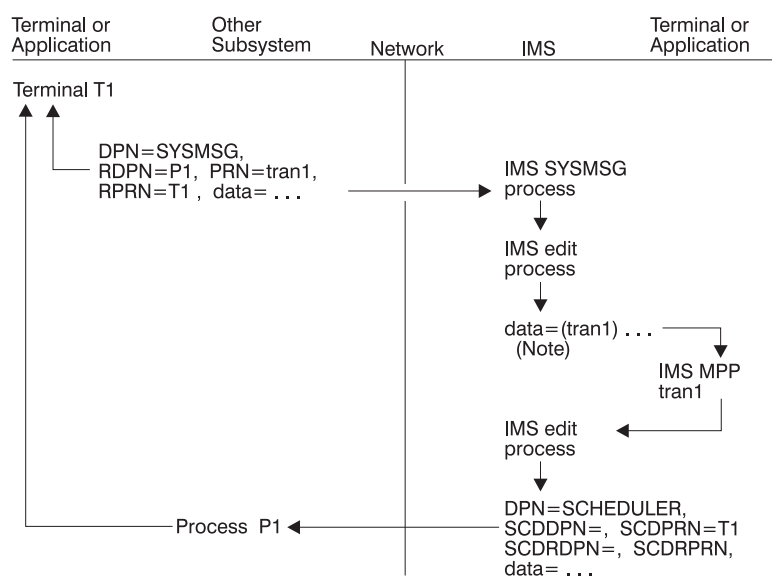 Terminal or
Application
Other
Subsystem
Network
IMS
Terminal or
Application
Terminal T1
DPN=SYSMSG,
RDPN=P1, PRN=tran1,
RPRN=T1 , data= . . .
IMS SYSMSG
process
IMS edit
process
data=(tran1) . . .
(Note)
IMS MPP
tran1
IMS edit
process
DPN=SCHEDULER,
SCDDPN=, SCDPRN=T1
SCDRDPN=, SCDRPRN,
data= . . .
Process P1